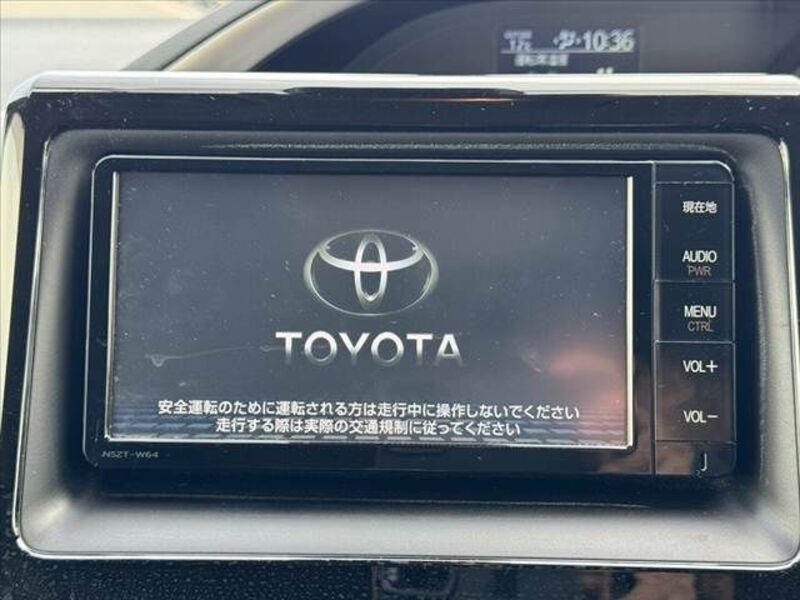 10:36
現在地
AUDIO
PWR
MENU
CTRL
VOL+
VOL-
TOYOTA
安全運転のために運転される方は走行中に操作しないでください
走行する際は実際の交通規制に従ってください
NSZT-W64
J